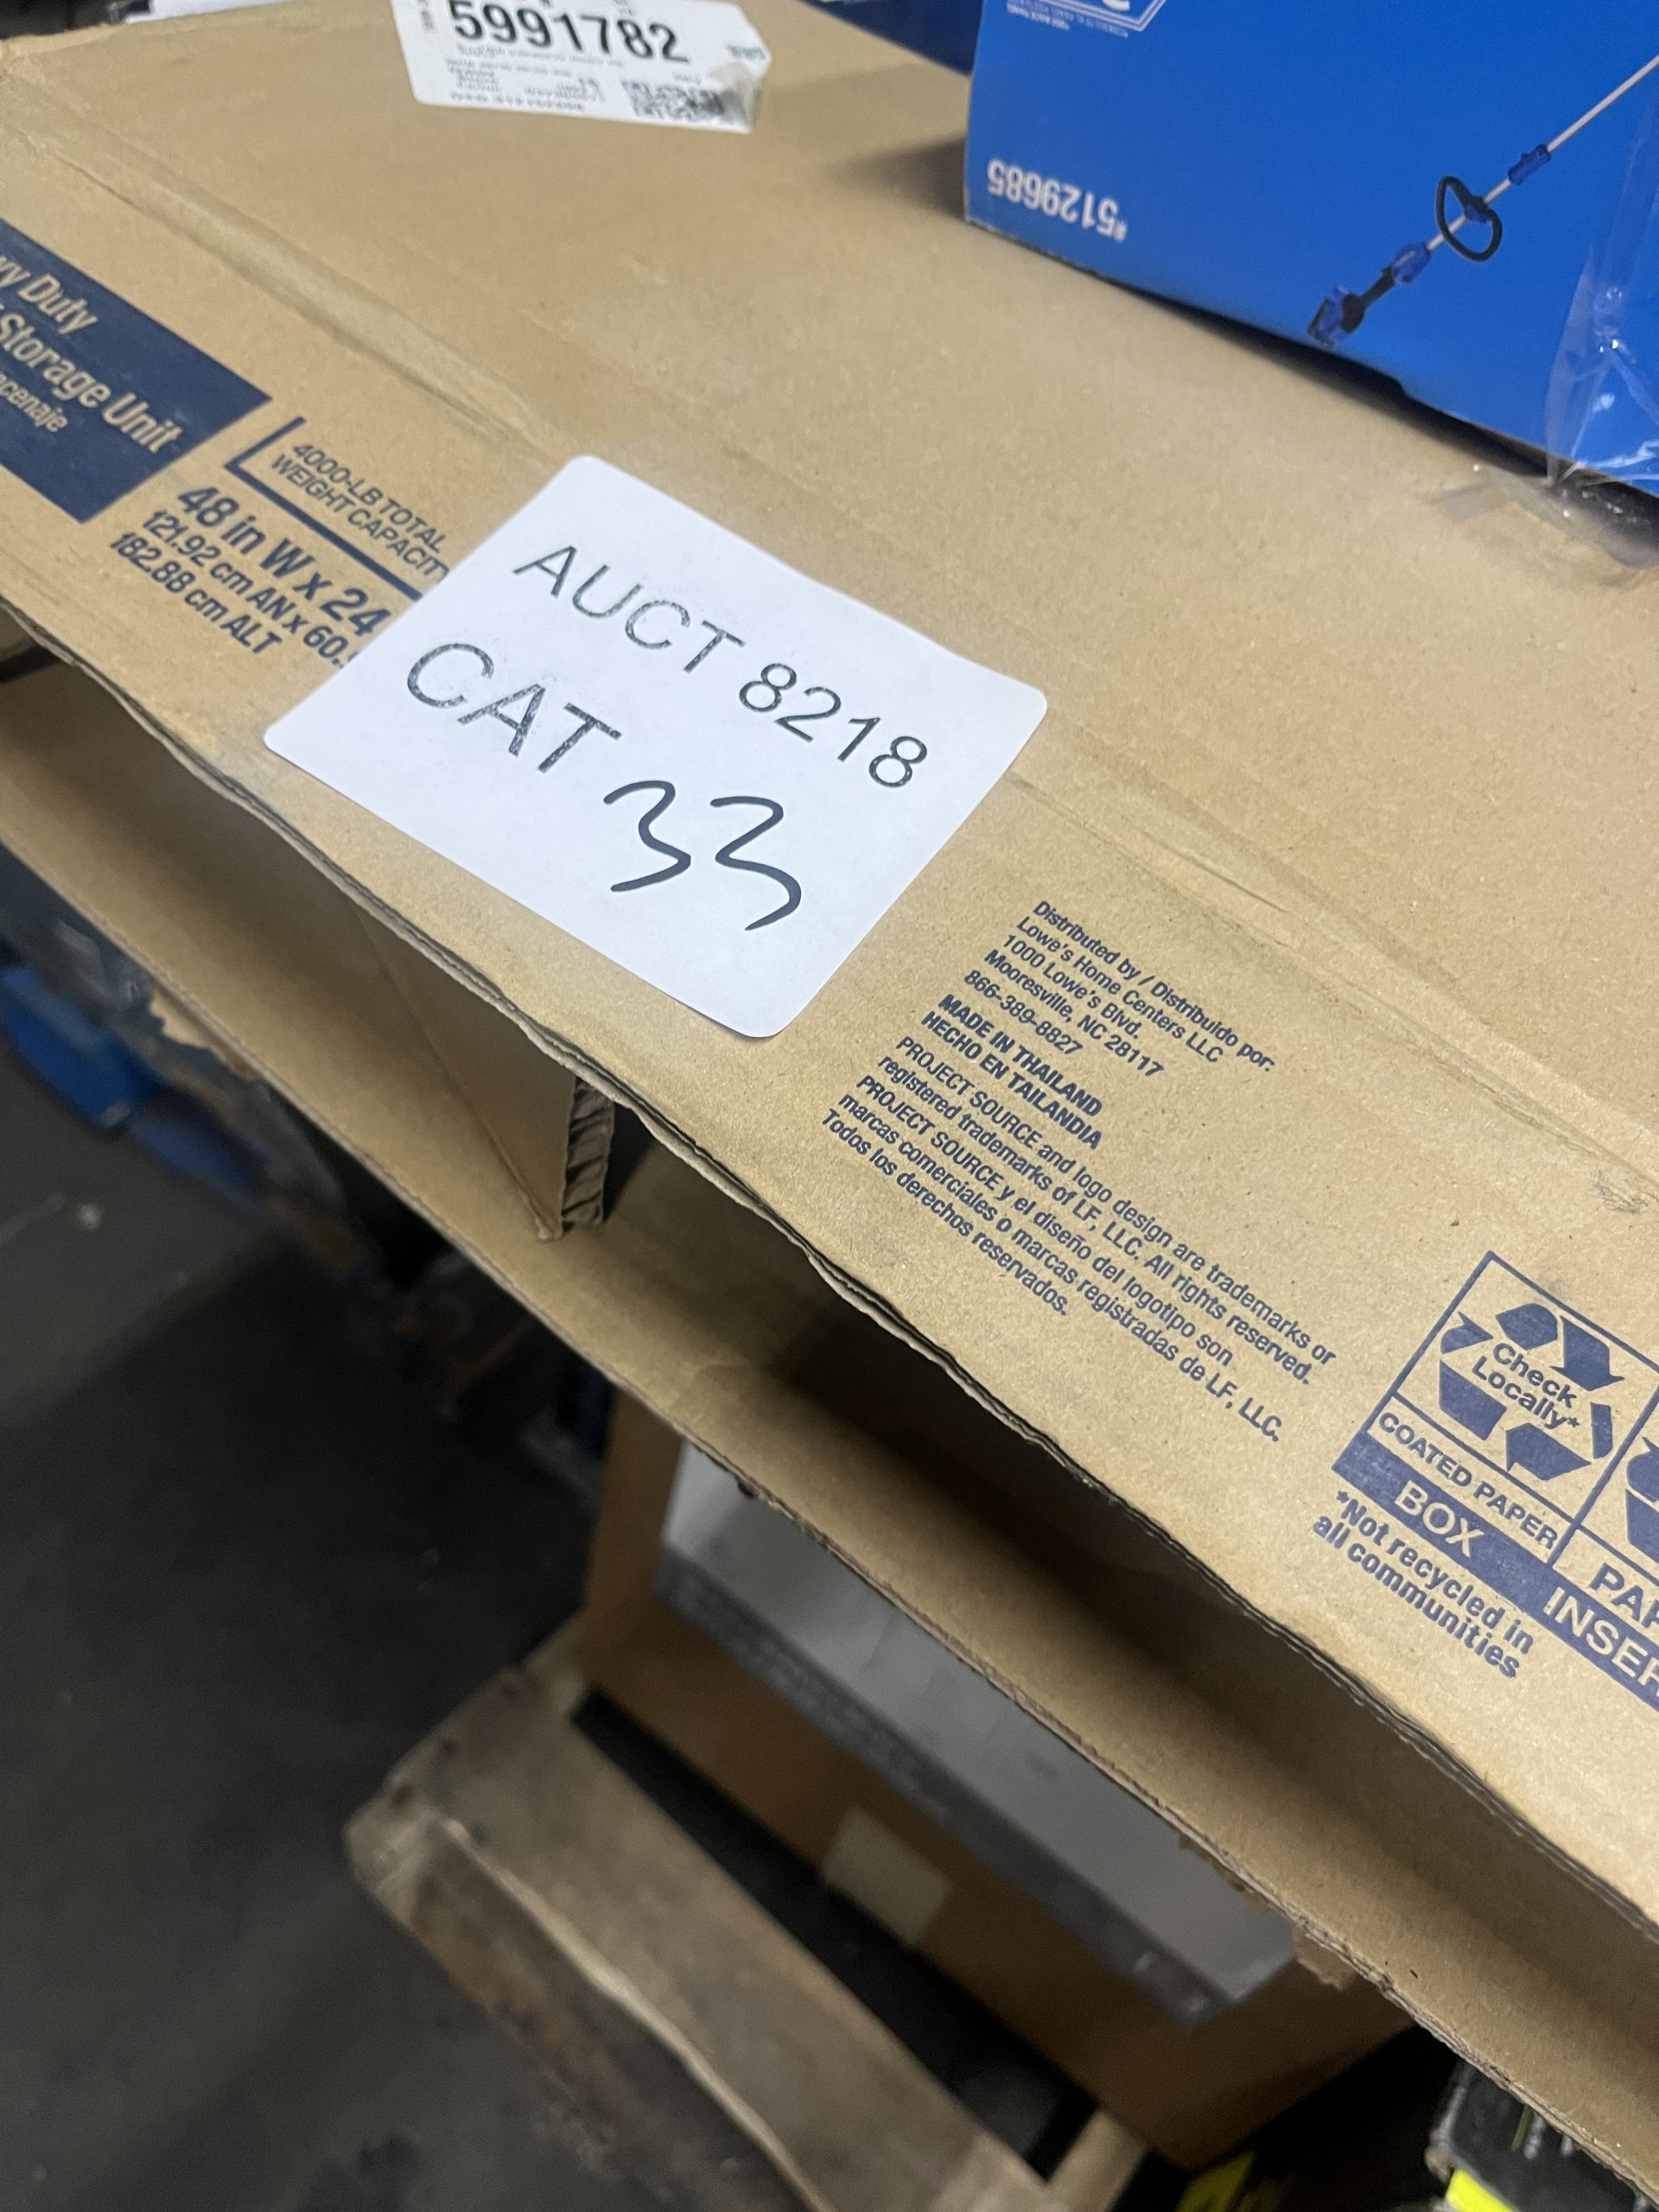 5991782
#5129685
Duty
Storage Unit
4000-LB TOTAL
WEIGHT CAPACITY
48 in W x 24
121.92 cm AN x 60.
182.88 cm ALT
AUCT 8218
CAT 33
Distributed by / Distribuido por:
Lowe's Home Centers LLC
1000 Lowe's Blvd.
Mooresville, NC 28117
866-389-8827
MADE IN THAILAND
HECHO EN TAILANDIA
PROJECT SOURCE and logo design are trademarks or
registered trademarks of LF, LLC. All rights reserved.
PROJECT SOURCE y el diseño del logotipo son
marcas comerciales o marcas registradas de LF, LLC.
Todos los derechos reservados.
Check
Locally*
COATED PAPER
BOX
INSER
*Not recycled in
all communities